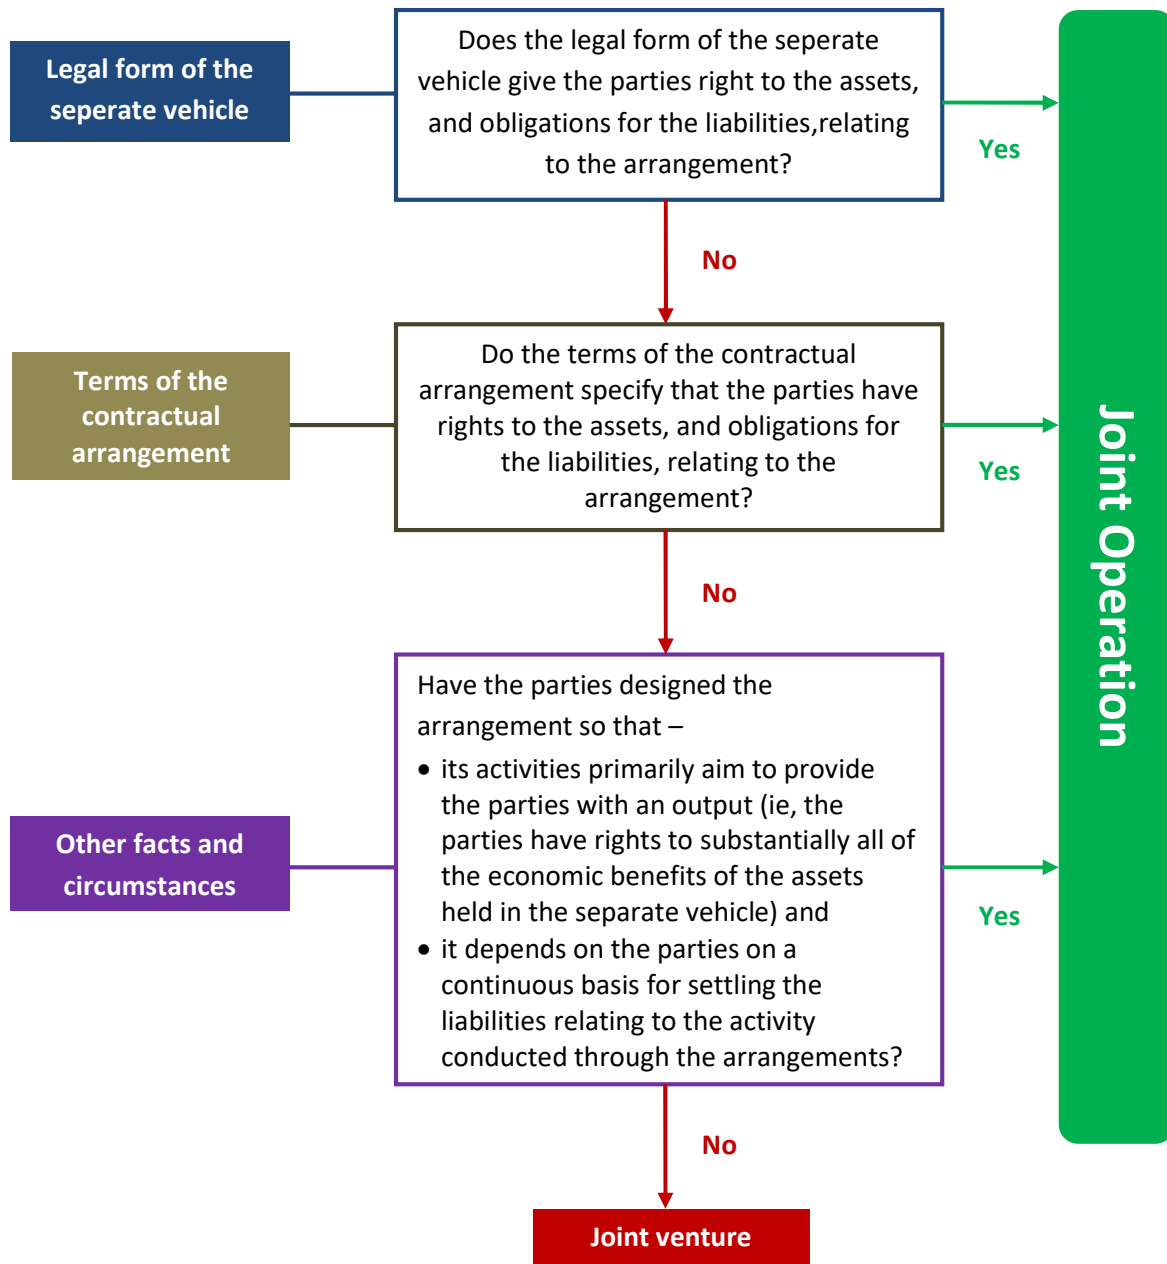 Legal form of the
seperate vehicle
Does the legal form of the seperate
vehicle give the parties right to the assets,
and obligations for the liabilities,relating
to the arrangement?
Yes
No
Terms of the
contractual
arrangement
Do the terms of the contractual
arrangement specify that the parties have
rights to the assets, and obligations for
the liabilities, relating to the
arrangement?
Yes
No
Other facts and
circumstances
Have the parties designed the
arrangement so that –
• its activities primarily aim to provide
the parties with an output (ie, the
parties have rights to substantially all of
the economic benefits of the assets
held in the separate vehicle) and
• it depends on the parties on a
continuous basis for settling the
liabilities relating to the activity
conducted through the arrangements?
Yes
No
Joint venture
Joint Operation